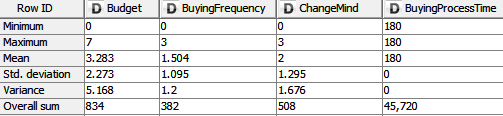 Row ID D Budget D BuyingFrequency D ChangeMind D BuyingProcessTime
Minimum 0 0 0 180
Maximum 7 3 3 180
Mean 3.283 1.504 2 180
Std. deviation 2.273 1.095 1.295 0
Variance 5.168 1.2 1.676 0
Overall sum 834 382 508 45,720